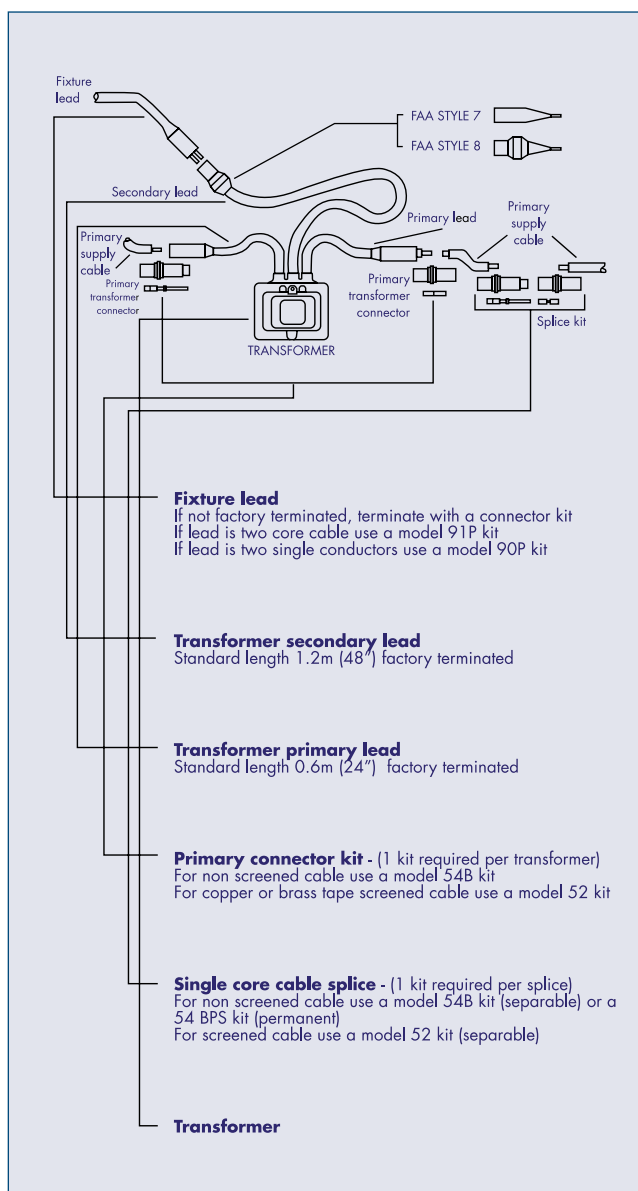 Fixture
lead
FAA STYLE 7
FAA STYLE 8
Secondary lead
Primary lead
Primary
supply
cable
Primary
supply
cable
Primary
transformer
connector
Primary
transformer
connector
Splice kit
TRANSFORMER
Fixture lead
If not factory terminated, terminate with a connector kit
If lead is two core cable use a model 91P kit
If lead is two single conductors use a model 90P kit
Transformer secondary lead
Standard length 1.2m (48") factory terminated
Transformer primary lead
Standard length 0.6m (24") factory terminated
Primary connector kit - (1 kit required per transformer)
For non screened cable use a model 54B kit
For copper or brass tape screened cable use a model 52 kit
Single core cable splice - (1 kit required per splice)
For non screened cable use a model 54B kit (separable) or a
54 BPS kit (permanent)
For screened cable use a model 52 kit (separable)
Transformer